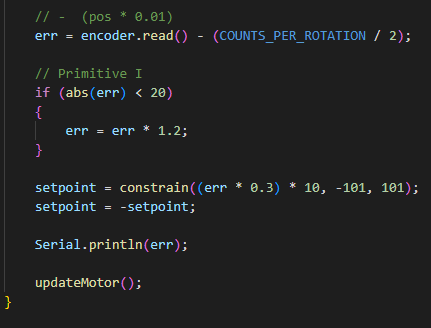 // -  (pos * 0.01)
err = encoder.read() - (COUNTS_PER_ROTATION / 2);
// Primitive I
if (abs(err) < 20)
{
err = err * 1.2;
}
setpoint = constrain((err * 0.3) * 10, -101, 101);
setpoint = -setpoint;
Serial.println(err);
updateMotor();
}